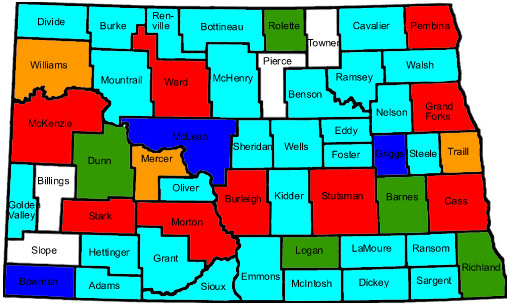 Divide
Burke
Ren-
ville
Bottineau
Rolette
Towner
Cavalier
Pembina
Williams
Mountrail
Ward
McHenry
Pierce
Benson
Ramsey
Walsh
Nelson
Grand
Forks
McKenzie
Dunn
McLean
Mercer
Oliver
Sheridan
Wells
Eddy
Foster
Griggs
Steele
Traill
Golden
Valley
Billings
Stark
Morton
Burleigh
Kidder
Stutsman
Barnes
Cass
Slope
Hettinger
Grant
Sioux
Emmons
Logan
LaMoure
Ransom
Richland
Bowman
Adams
McIntosh
Dickey
Sargent